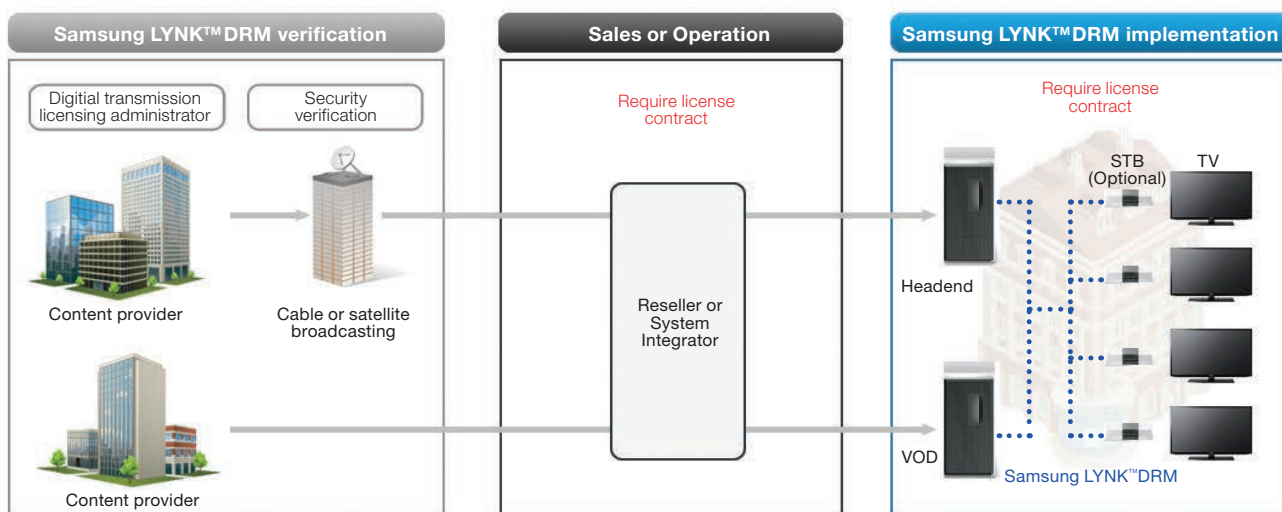 Samsung LYNK™DRM verification
Digitial transmission
licensing administrator
Security
verification
Content provider
Cable or satellite
broadcasting
Content provider
Sales or Operation
Require license
contract
Reseller or
System
Integrator
Samsung LYNK™DRM implementation
Require license
contract
STB
(Optional)
TV
Headend
VOD
Samsung LYNK™DRM